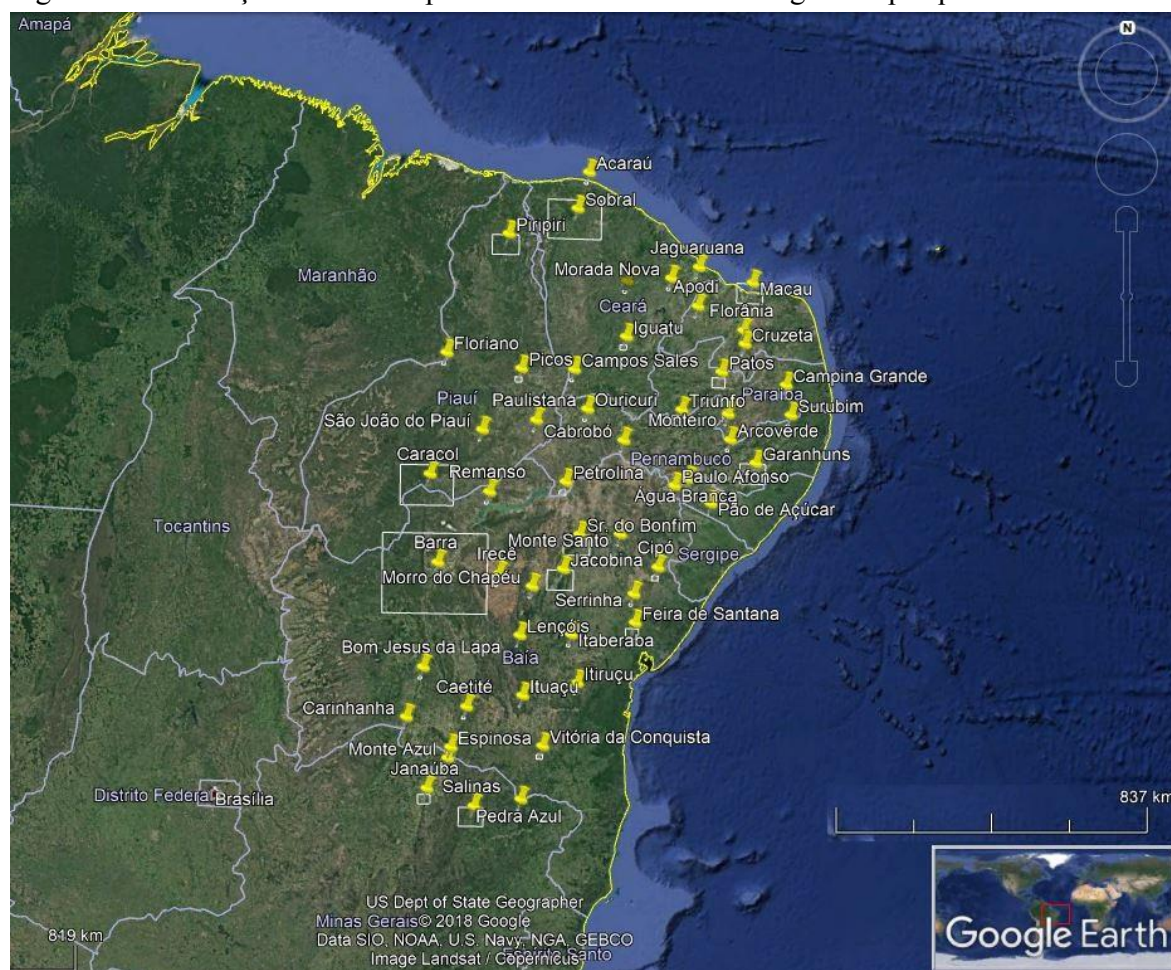 Amapá
N
Acaraú
Sobral
Piripiri
Jaguaruana
Maranhão
Morada Nova
Apodi
Macau
Ceará
Florânia
Iguatu
Cruzeta
Floriano
Picos
Campos Sales
Patos
Campina Grande
Piauí
Paulistana
Ouricuri
Triunfo
Paraíba
Surubim
São João do Piauí
Cabrobó
Monteiro
Arcoverde
Caracol
Remanso
Petrolina
Pernambuco
Garanhuns
Paulo Afonso
Água Branca
Pão de Açúcar
Tocantins
Sr. do Bonfim
Barra
Irecê
Monte Santo
Cipó
Sergipe
Morro do Chapéu
Jacobina
Serrinha
Feira de Santana
Lençóis
Itaberaba
Bom Jesus da Lapa
Baía
Itiruçu
Caetité
Ituaçu
Carinhanha
Espinosa
Vitória da Conquista
Monte Azul
Janaúba
Salinas
Distrito Federal
Brasília
Pedra Azul
837 km
US Dept of State Geographer
Minas Gerais © 2018 Google
819 km
Data SIO, NOAA, U.S. Navy, NGA, GEBCO
Image Landsat / Copernicus
Espírito Santo
Google Earth